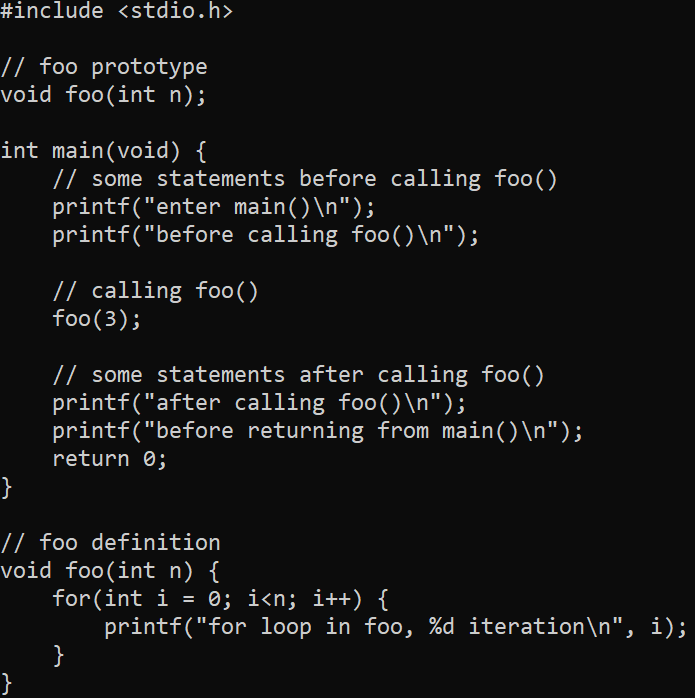 #include <stdio.h>

// foo prototype
void foo(int n);

int main(void) {
    // some statements before calling foo()
    printf("enter main()\n");
    printf("before calling foo()\n");

    // calling foo()
    foo(3);

    // some statements after calling foo()
    printf("after calling foo()\n");
    printf("before returning from main()\n");
    return 0;
}

// foo definition
void foo(int n) {
    for(int i = 0; i<n; i++) {
        printf("for loop in foo, %d iteration\n", i);
    }
}